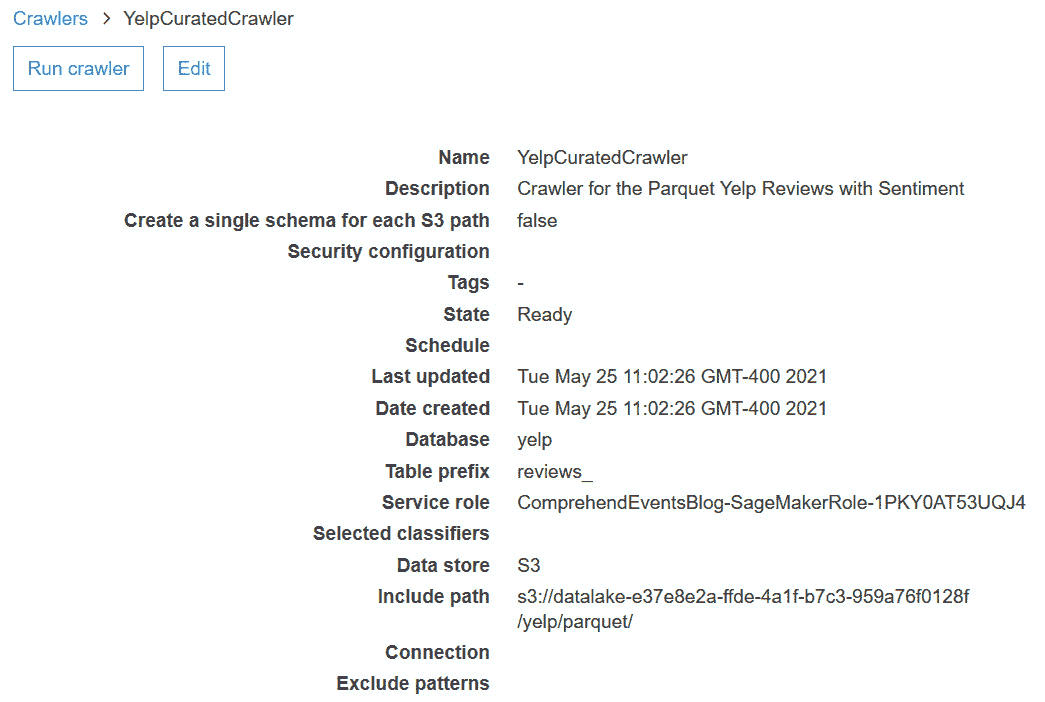 Crawlers > YelpCuratedCrawler
Run crawler Edit
Name YelpCuratedCrawler
Description Crawler for the Parquet Yelp Reviews with Sentiment
Create a single schema for each S3 path false
Security configuration
Tags -
State Ready
Schedule
Last updated Tue May 25 11:02:26 GMT-400 2021
Date created Tue May 25 11:02:26 GMT-400 2021
Database yelp
Table prefix reviews_
Service role ComprehendEventsBlog-SageMakerRole-1PKY0AT53UQJ4
Selected classifiers
Data store S3
Include path s3://datalake-e37e8e2a-ffde-4a1f-b7c3-959a76f0128f
/yelp/parquet/
Connection
Exclude patterns